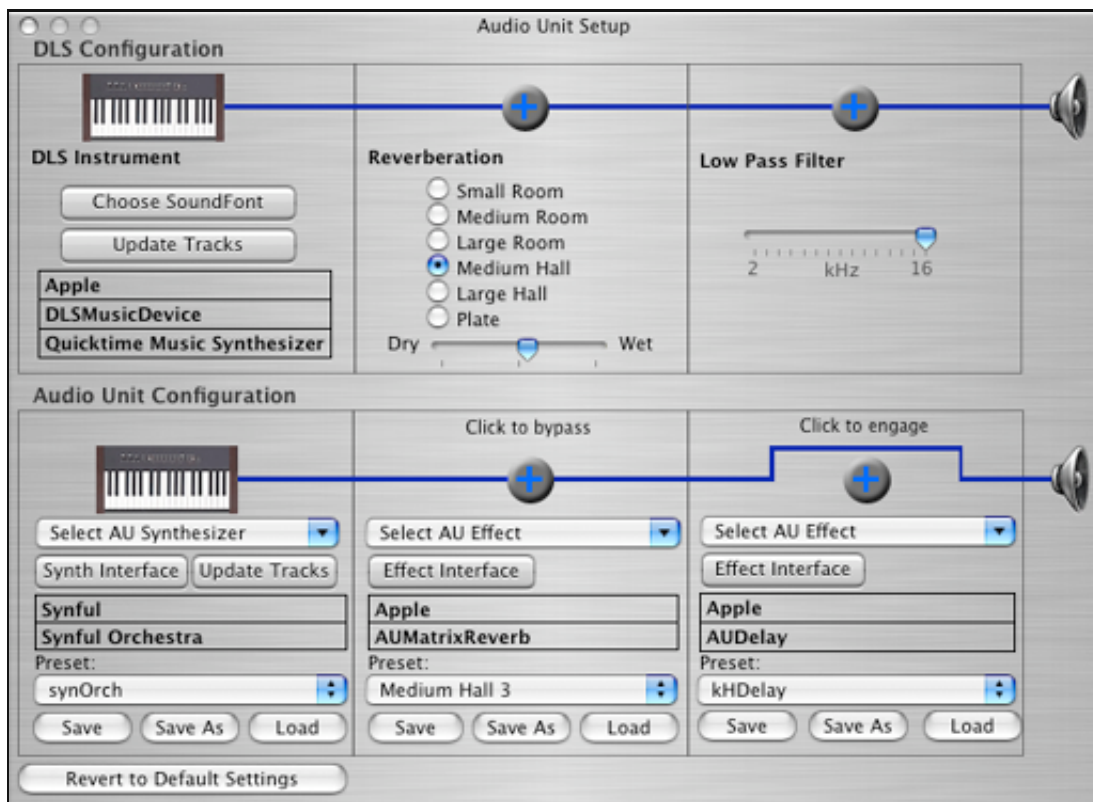 Audio Unit Setup
DLS Configuration
DLS Instrument
Choose SoundFont
Update Tracks
Apple
DLSMusicDevice
Quicktime Music Synthesizer
Reverberation
Small Room
Medium Room
Large Room
Medium Hall
Large Hall
Plate
Dry Wet
Low Pass Filter
2 kHz 16
Audio Unit Configuration
Select AU Synthesizer
Synth Interface Update Tracks
Synful
Synful Orchestra
Preset:
synOrch
Save Save As Load
Click to bypass
Select AU Effect
Effect Interface
Apple
AUMatrixReverb
Preset:
Medium Hall 3
Save Save As Load
Click to engage
Select AU Effect
Effect Interface
Apple
AUDelay
Preset:
kHDelay
Save Save As Load
Revert to Default Settings